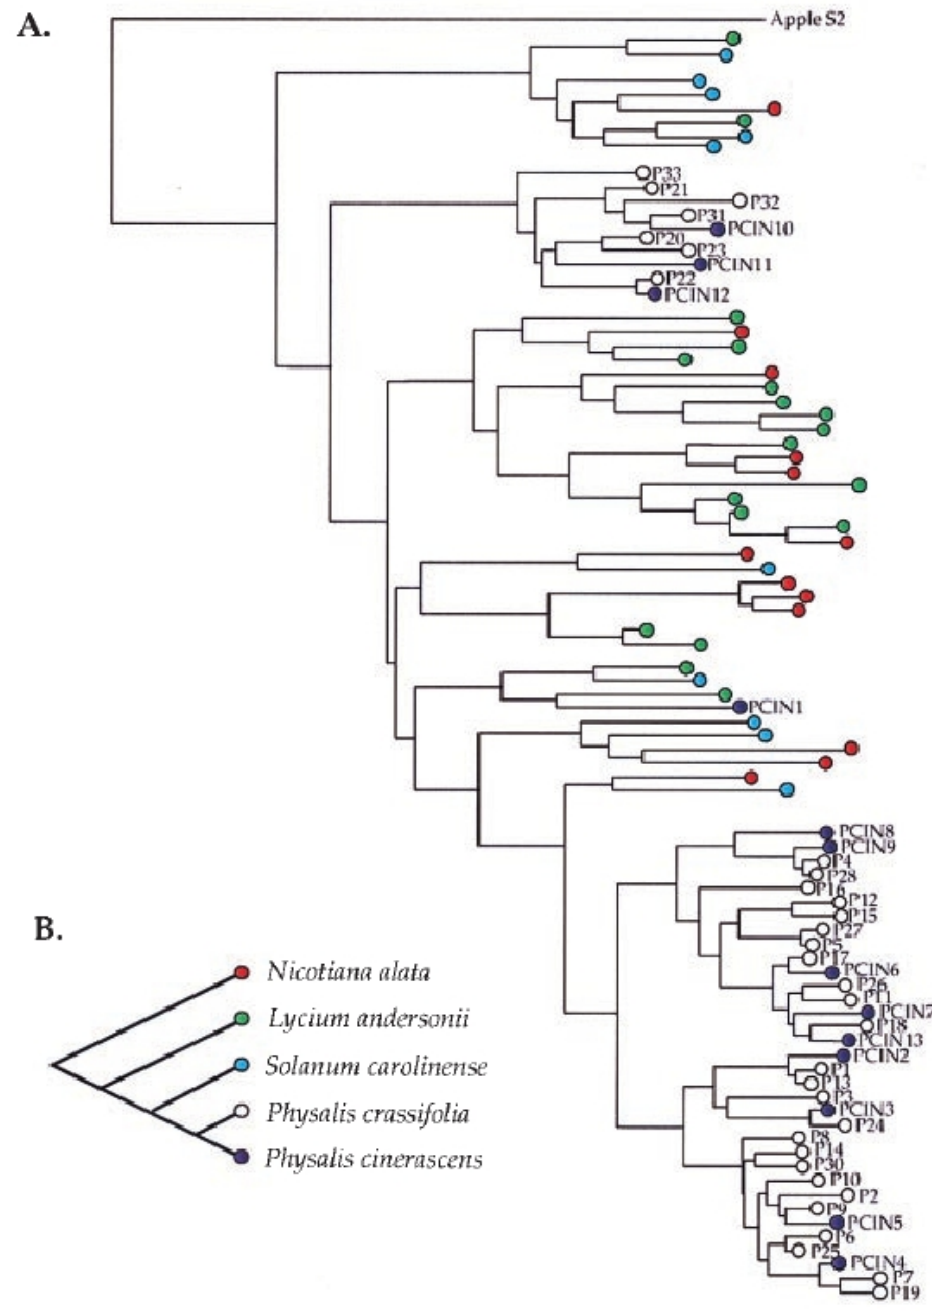 A.
Apple S2
P33
P21
P32
P31
PCIN10
P20
P23
PCIN11
P22
PCIN12
PCIN1
PCIN8
PCIN9
P4
P28
P16
P12
P15
P27
P5
P17
PCIN6
P26
P11
PCIN7
P18
PCIN13
PCIN2
P1
P13
P3
PCIN3
P24
P8
P14
P30
P10
P2
P9
PCIN5
P6
P25
PCIN4
P7
P19
B.
Nicotiana alata
Lycium andersonii
Solanum carolinense
Physalis crassifolia
Physalis cinerascens